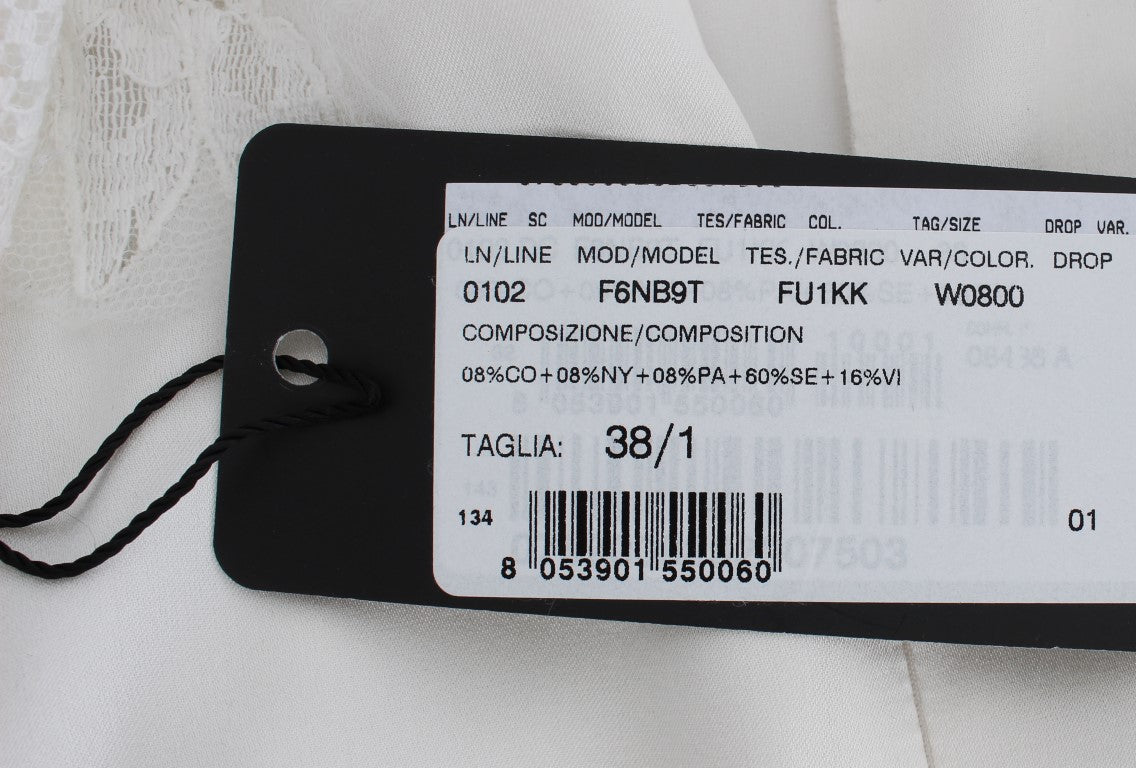 LN/LINE SC MOD/MODEL TES/FABRIC COL. TAG/SIZE DROP VAR.
LN/LINE MOD/MODEL TES./FABRIC VAR/COLOR. DROP
0102 F6NB9T FU1KK W0800
COMPOSIZIONE/COMPOSITION
08%CO+08%NY+08%PA+60%SE+16%VI
TAGLIA: 38/1
134 01
8 053901 550060
07503